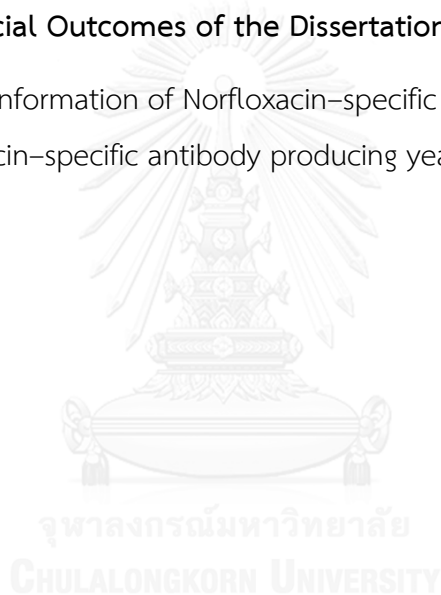 cial Outcomes of the Dissertation
nformation of Norfloxacin–specific
cin–specific antibody producing yea
จุฬาลงกรณ์มหาวิทยาลัย
CHULALONGKORN UNIVERSITY